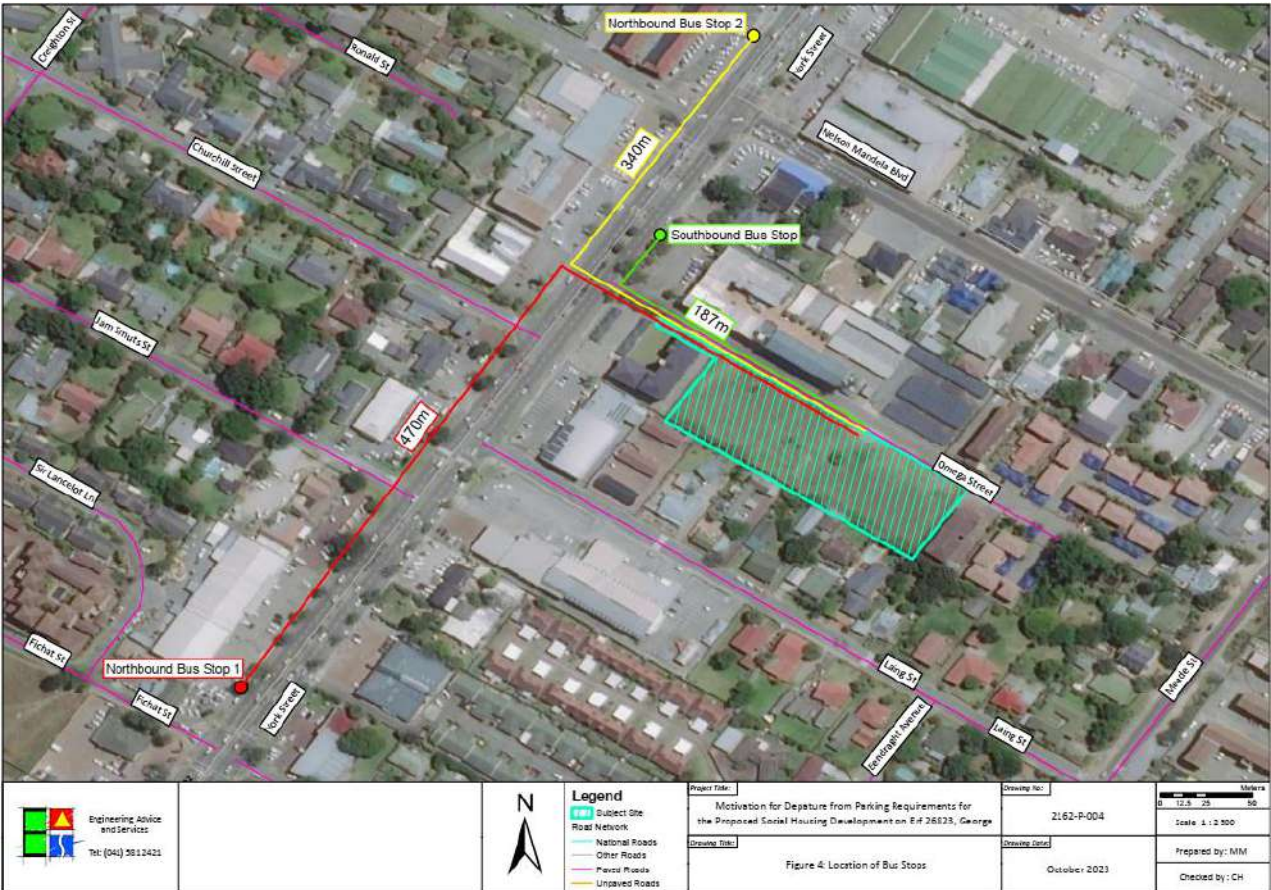 Northbound Bus Stop 2
York Street
Creighton St
Ronald St
Churchill Street
340m
Nelson Mandela Blvd
Southbound Bus Stop
187m
Jam Smuts St
470m
Omega Street
Sir Lancelot Ln
Fichat St
Northbound Bus Stop 1
Fichat St
York Street
Laing St
Eendraght Avenue
Laing St
Meade St
Engineering Advice
and Services
Tel: (041) 5812421
N
Legend
Subject Site
Road Network
National Roads
Other Roads
Paved Roads
Unpaved Roads
Project Title:
Motivation for Depature from Parking Requirements for
the Proposed Social Housing Development on Erf 26823, George
Drawing Title:
Figure 4: Location of Bus Stops
Drawing No:
2162-P-004
Drawing Date:
October 2023
Meters
0 12.5 25 50
Scale 1 : 2 500
Prepared by: MM
Checked by: CH